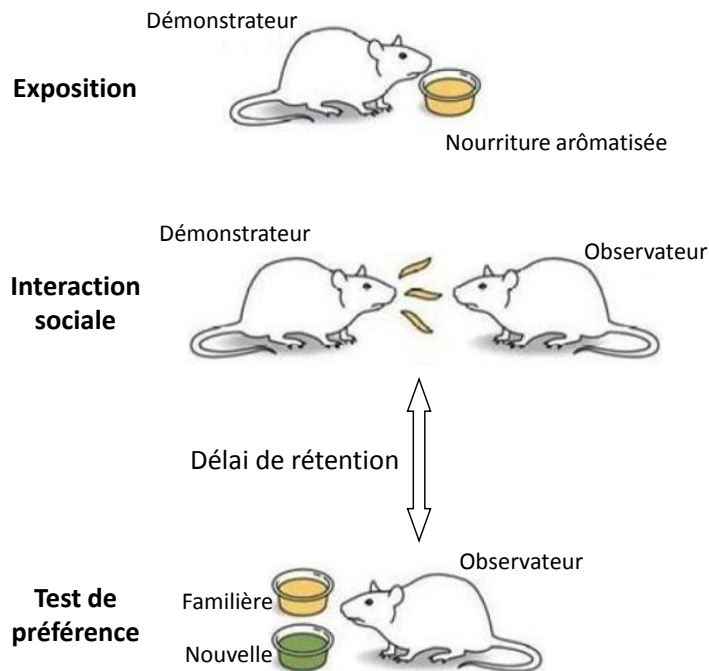 Démonstrateur
Exposition
Nourriture arômatisée
Démonstrateur
Observateur
Interaction
sociale
Délai de rétention
Observateur
Test de
préférence
Familière
Nouvelle